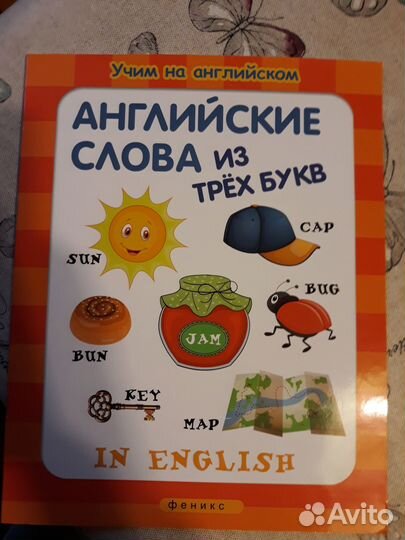 Учим на английском
АНГЛИЙСКИЕ
СЛОВА ИЗ
ТРЁХ БУКВ
SUN
CAP
BUG
JAM
BUN
KEY
MAP
IN ENGLISH
феникс
Avito